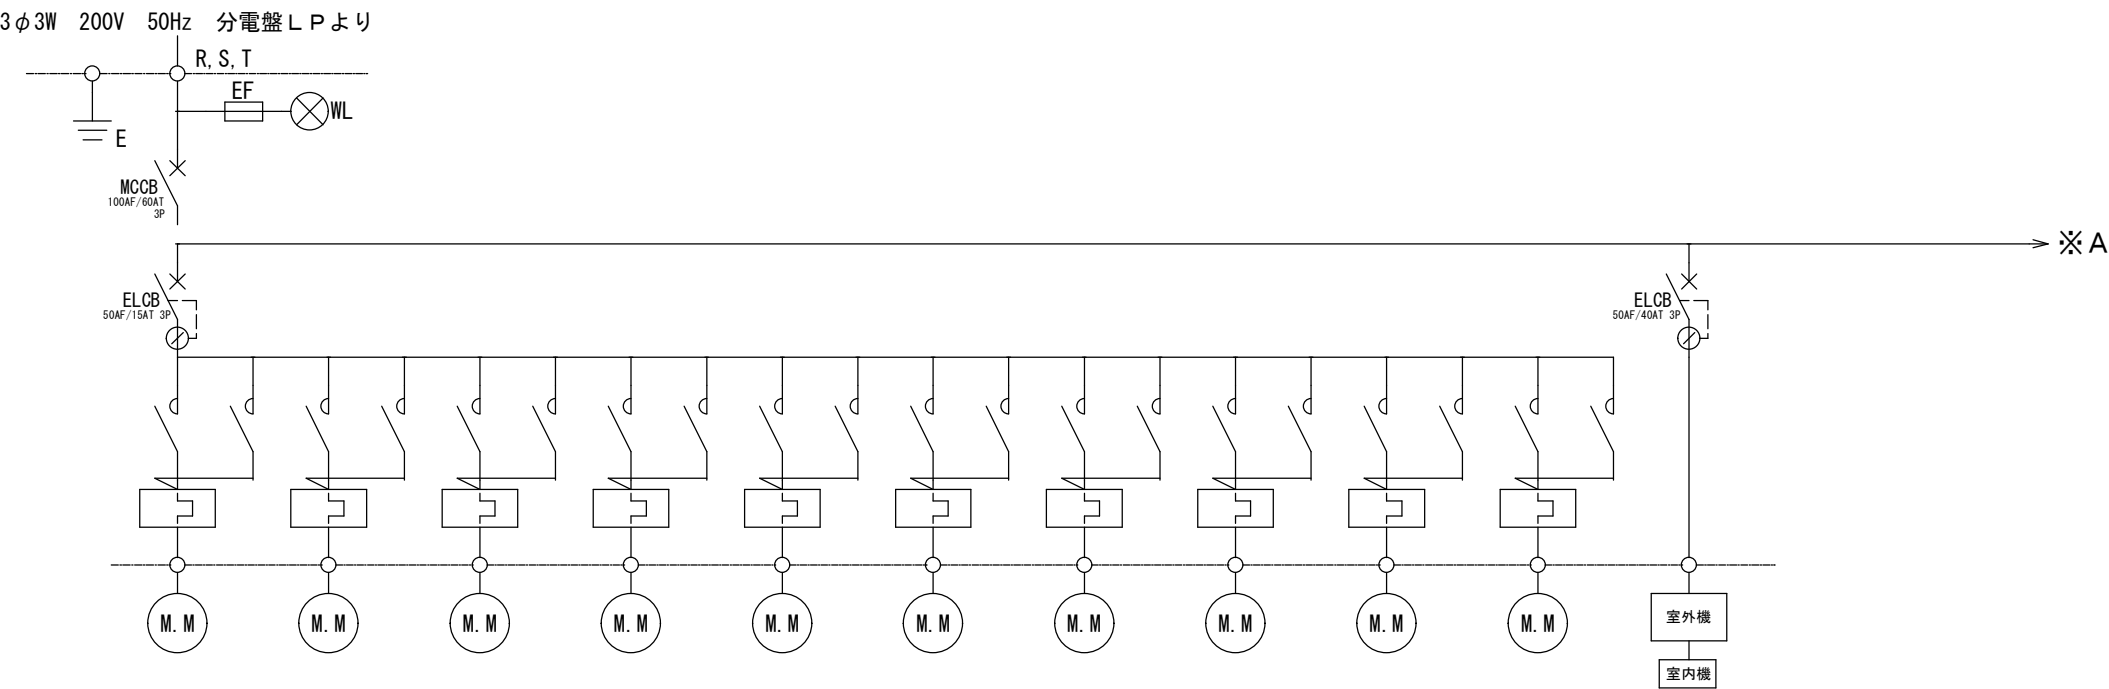 3φ3W 200V 50Hz 分電盤ＬＰより
R,S,T
EF
WL
E
MCCB
100AF/60AT
3P
※A
ELCB
50AF/15AT 3P
ELCB
50AF/40AT 3P
M.M M.M M.M M.M M.M M.M M.M M.M M.M M.M
室外機
室内機